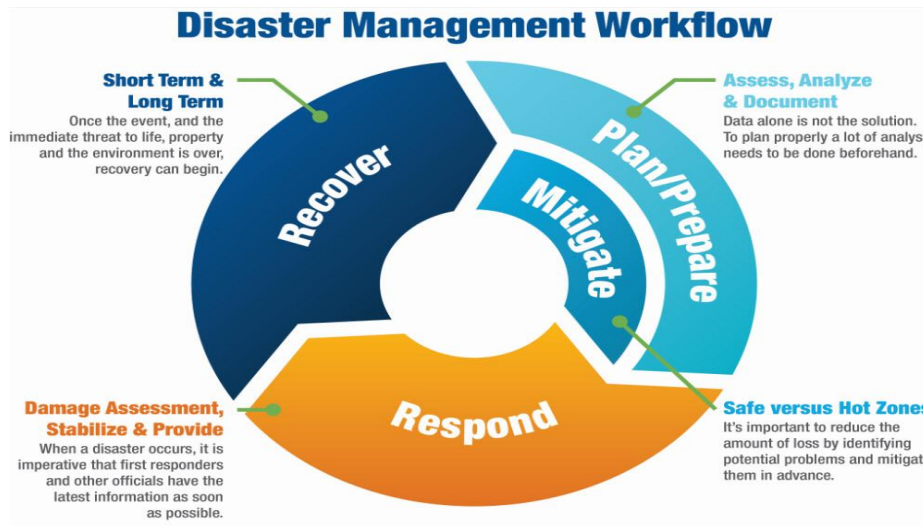 Disaster Management Workflow
Short Term &
Long Term
Once the event, and the
immediate threat to life, property
and the environment is over,
recovery can begin.
Assess, Analyze
& Document
Data alone is not the solution.
To plan properly a lot of analys
needs to be done beforehand.
Recover
Plan/Prepare
Mitigate
Respond
Damage Assessment,
Stabilize & Provide
When a disaster occurs, it is
imperative that first responders
and other officials have the
latest information as soon
as possible.
Safe versus Hot Zones
It's important to reduce the
amount of loss by identifying
potential problems and mitigat
them in advance.